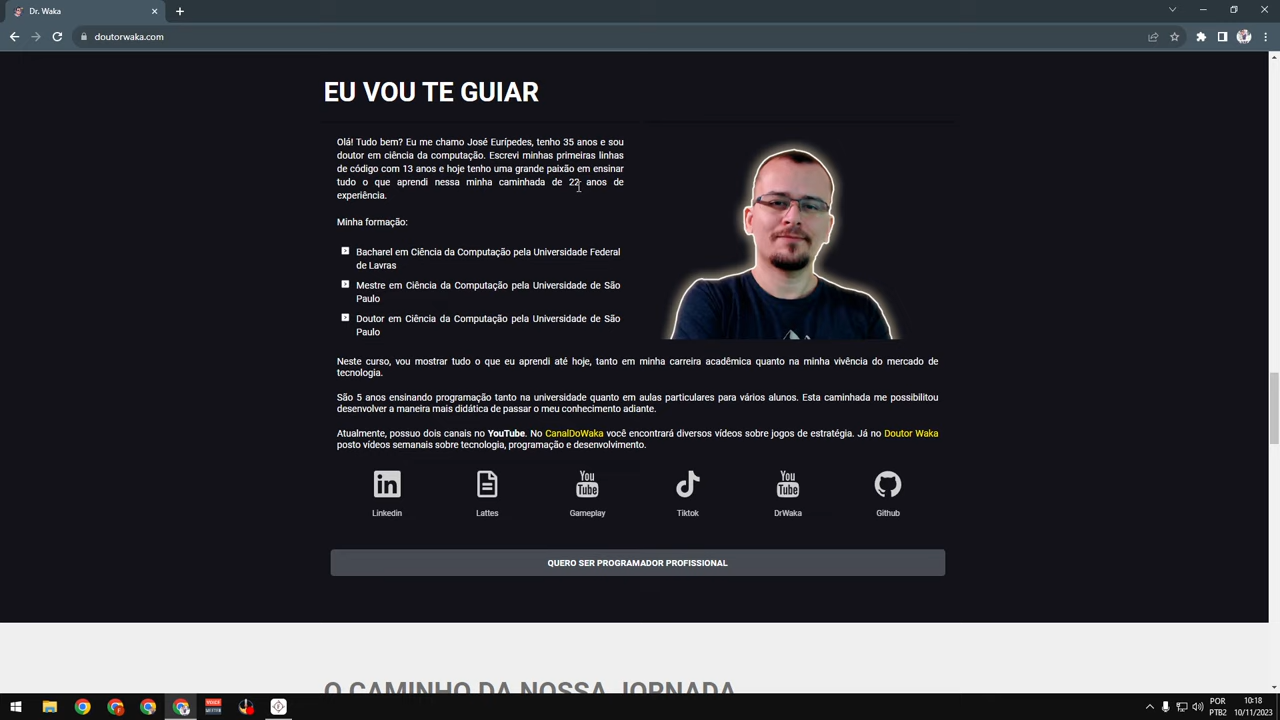 Dr. Waka
doutorwaka.com
EU VOU TE GUIAR
Olá! Tudo bem? Eu me chamo José Eurípedes, tenho 35 anos e sou
doutor em ciência da computação. Escrevi minhas primeiras linhas
de código com 13 anos e hoje tenho uma grande paixão em ensinar
tudo o que aprendi nessa minha caminhada de 22 anos de
experiência.
Minha formação:
Bacharel em Ciência da Computação pela Universidade Federal
de Lavras
Mestre em Ciência da Computação pela Universidade de São
Paulo
Doutor em Ciência da Computação pela Universidade de São
Paulo
Neste curso, vou mostrar tudo o que eu aprendi até hoje, tanto em minha carreira acadêmica quanto na minha vivência do mercado de
tecnologia.
São 5 anos ensinando programação tanto na universidade quanto em aulas particulares para vários alunos. Esta caminhada me possibilitou
desenvolver a maneira mais didática de passar o meu conhecimento adiante.
Atualmente, possuo dois canais no YouTube. No CanalDoWaka você encontrará diversos vídeos sobre jogos de estratégia. Já no Doutor Waka
posto vídeos semanais sobre tecnologia, programação e desenvolvimento.
in You Tube You Tube
Linkedin Lattes Gameplay Tiktok DrWaka Github
QUERO SER PROGRAMADOR PROFISSIONAL
O CAMINHO DA NOSSA JORNADA
POR 10:18
PTB2 10/11/2023